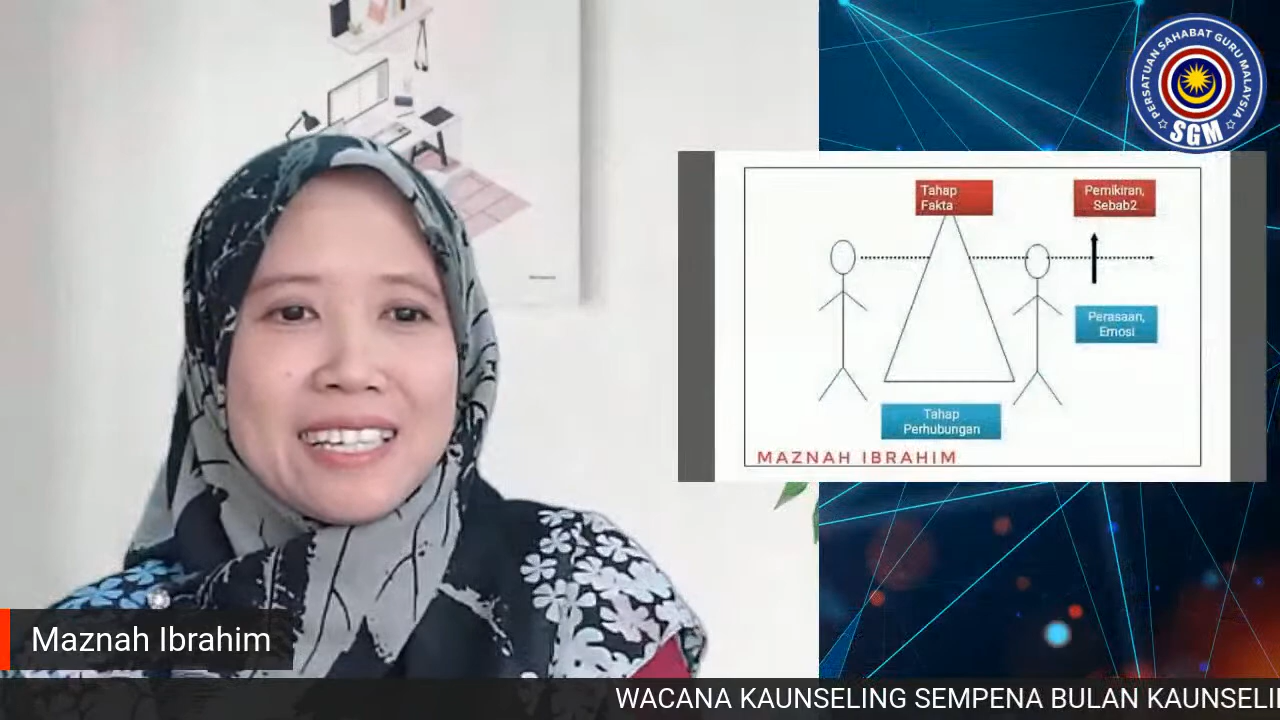 PERSATUAN SAHABAT GURU MALAYSIA
SGM
Tahap
Fakta
Pemikiran,
Sebab2
Perasaan,
Emosi
Tahap
Perhubungan
MAZNAH IBRAHIM
Maznah Ibrahim
WACANA KAUNSELING SEMPENA BULAN